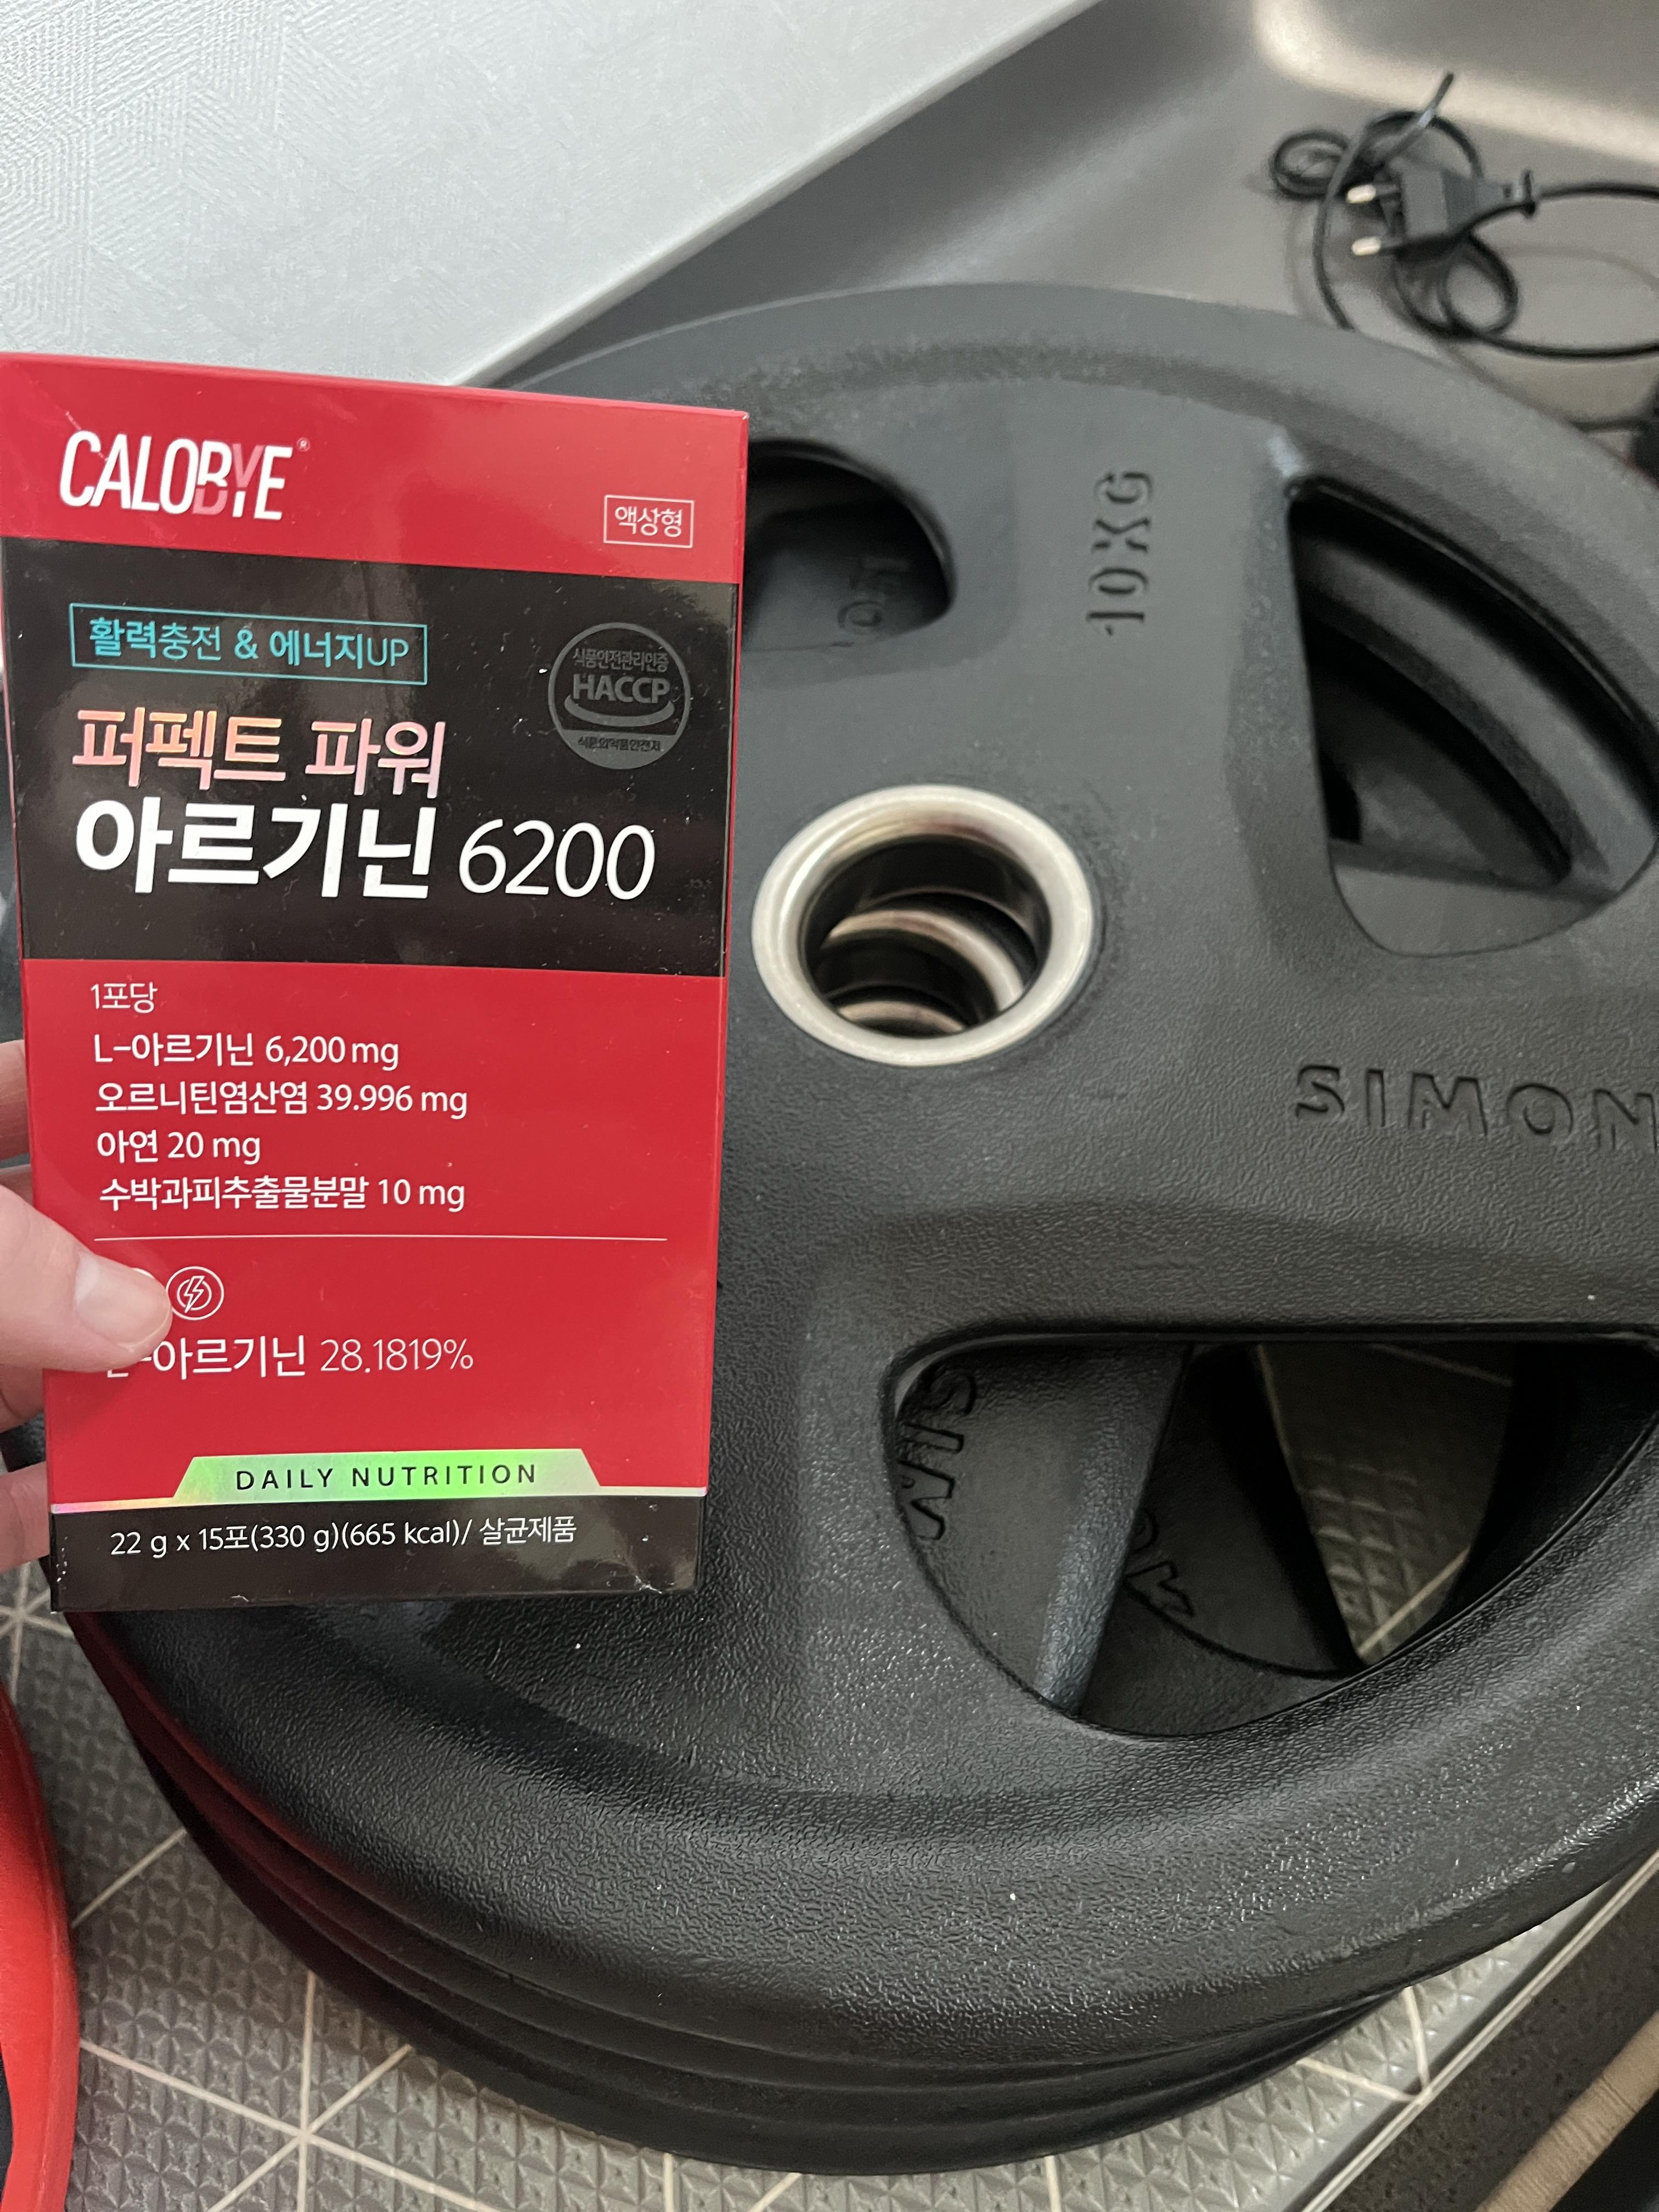 CALOBYE®
액상형
활력충전 & 에너지UP
식품안전관리인증
HACCP
식품의약품안전처
퍼펙트 파워
아르기닌 6200
1포당
L-아르기닌 6,200 mg
오르니틴염산염 39.996 mg
아연 20 mg
수박과피추출물분말 10 mg
-아르기닌 28.1819%
DAILY NUTRITION
22 g x 15포(330 g)(665 kcal)/ 살균제품
10KG
SIMON